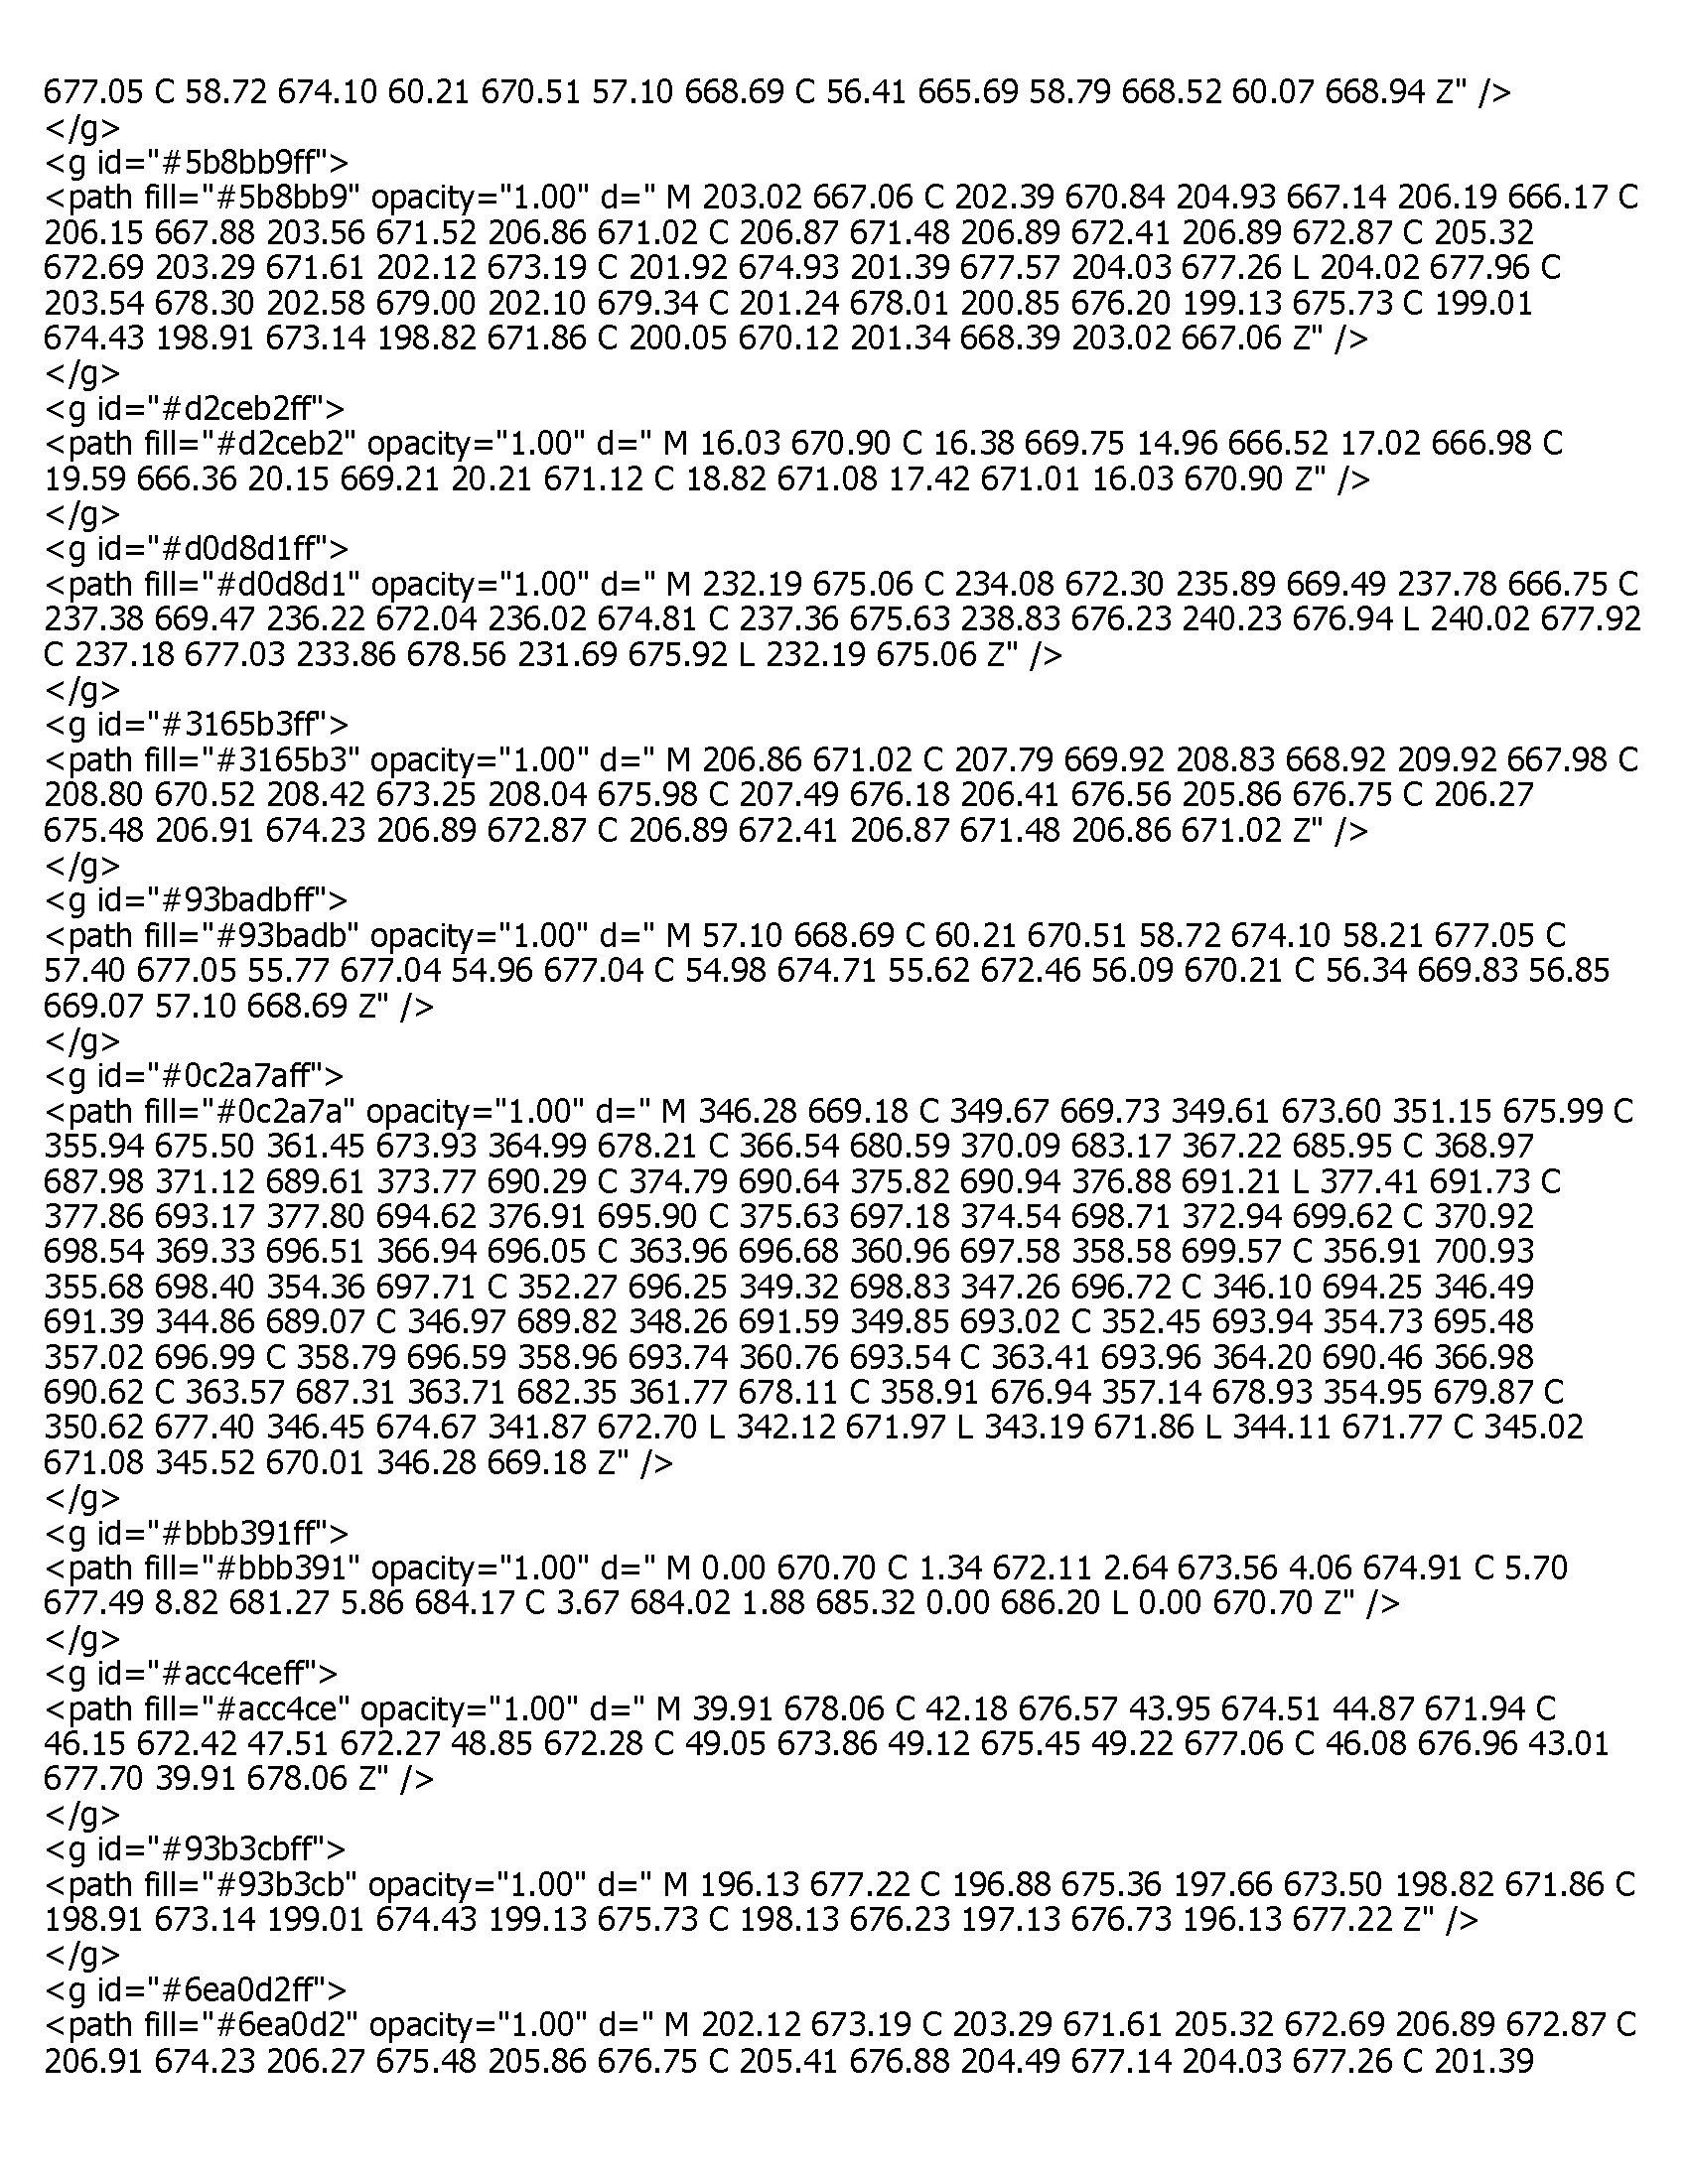 677.05 C 58.72 674.10 60.21 670.51 57.10 668.69 C 56.41 665.69 58.79 668.52 60.07 668.94 Z" />
</g>
<g id="#5b8bb9ff">
<path fill="#5b8bb9" opacity="1.00" d=" M 203.02 667.06 C 202.39 670.84 204.93 667.14 206.19 666.17 C
206.15 667.88 203.56 671.52 206.86 671.02 C 206.87 671.48 206.89 672.41 206.89 672.87 C 205.32
672.69 203.29 671.61 202.12 673.19 C 201.92 674.93 201.39 677.57 204.03 677.26 L 204.02 677.96 C
203.54 678.30 202.58 679.00 202.10 679.34 C 201.24 678.01 200.85 676.20 199.13 675.73 C 199.01
674.43 198.91 673.14 198.82 671.86 C 200.05 670.12 201.34 668.39 203.02 667.06 Z" />
</g>
<g id="#d2ceb2ff">
<path fill="#d2ceb2" opacity="1.00" d=" M 16.03 670.90 C 16.38 669.75 14.96 666.52 17.02 666.98 C
19.59 666.36 20.15 669.21 20.21 671.12 C 18.82 671.08 17.42 671.01 16.03 670.90 Z" />
</g>
<g id="#d0d8d1ff">
<path fill="#d0d8d1" opacity="1.00" d=" M 232.19 675.06 C 234.08 672.30 235.89 669.49 237.78 666.75 C
237.38 669.47 236.22 672.04 236.02 674.81 C 237.36 675.63 238.83 676.23 240.23 676.94 L 240.02 677.92
C 237.18 677.03 233.86 678.56 231.69 675.92 L 232.19 675.06 Z" />
</g>
<g id="#3165b3ff">
<path fill="#3165b3" opacity="1.00" d=" M 206.86 671.02 C 207.79 669.92 208.83 668.92 209.92 667.98 C
208.80 670.52 208.42 673.25 208.04 675.98 C 207.49 676.18 206.41 676.56 205.86 676.75 C 206.27
675.48 206.91 674.23 206.89 672.87 C 206.89 672.41 206.87 671.48 206.86 671.02 Z" />
</g>
<g id="#93badbff">
<path fill="#93badb" opacity="1.00" d=" M 57.10 668.69 C 60.21 670.51 58.72 674.10 58.21 677.05 C
57.40 677.05 55.77 677.04 54.96 677.04 C 54.98 674.71 55.62 672.46 56.09 670.21 C 56.34 669.83 56.85
669.07 57.10 668.69 Z" />
</g>
<g id="#0c2a7aff">
<path fill="#0c2a7a" opacity="1.00" d=" M 346.28 669.18 C 349.67 669.73 349.61 673.60 351.15 675.99 C
355.94 675.50 361.45 673.93 364.99 678.21 C 366.54 680.59 370.09 683.17 367.22 685.95 C 368.97
687.98 371.12 689.61 373.77 690.29 C 374.79 690.64 375.82 690.94 376.88 691.21 L 377.41 691.73 C
377.86 693.17 377.80 694.62 376.91 695.90 C 375.63 697.18 374.54 698.71 372.94 699.62 C 370.92
698.54 369.33 696.51 366.94 696.05 C 363.96 696.68 360.96 697.58 358.58 699.57 C 356.91 700.93
355.68 698.40 354.36 697.71 C 352.27 696.25 349.32 698.83 347.26 696.72 C 346.10 694.25 346.49
691.39 344.86 689.07 C 346.97 689.82 348.26 691.59 349.85 693.02 C 352.45 693.94 354.73 695.48
357.02 696.99 C 358.79 696.59 358.96 693.74 360.76 693.54 C 363.41 693.96 364.20 690.46 366.98
690.62 C 363.57 687.31 363.71 682.35 361.77 678.11 C 358.91 676.94 357.14 678.93 354.95 679.87 C
350.62 677.40 346.45 674.67 341.87 672.70 L 342.12 671.97 L 343.19 671.86 L 344.11 671.77 C 345.02
671.08 345.52 670.01 346.28 669.18 Z" />
</g>
<g id="#bbb391ff">
<path fill="#bbb391" opacity="1.00" d=" M 0.00 670.70 C 1.34 672.11 2.64 673.56 4.06 674.91 C 5.70
677.49 8.82 681.27 5.86 684.17 C 3.67 684.02 1.88 685.32 0.00 686.20 L 0.00 670.70 Z" />
</g>
<g id="#acc4ceff">
<path fill="#acc4ce" opacity="1.00" d=" M 39.91 678.06 C 42.18 676.57 43.95 674.51 44.87 671.94 C
46.15 672.42 47.51 672.27 48.85 672.28 C 49.05 673.86 49.12 675.45 49.22 677.06 C 46.08 676.96 43.01
677.70 39.91 678.06 Z" />
</g>
<g id="#93b3cbff">
<path fill="#93b3cb" opacity="1.00" d=" M 196.13 677.22 C 196.88 675.36 197.66 673.50 198.82 671.86 C
198.91 673.14 199.01 674.43 199.13 675.73 C 198.13 676.23 197.13 676.73 196.13 677.22 Z" />
</g>
<g id="#6ea0d2ff">
<path fill="#6ea0d2" opacity="1.00" d=" M 202.12 673.19 C 203.29 671.61 205.32 672.69 206.89 672.87 C
206.91 674.23 206.27 675.48 205.86 676.75 C 205.41 676.88 204.49 677.14 204.03 677.26 C 201.39